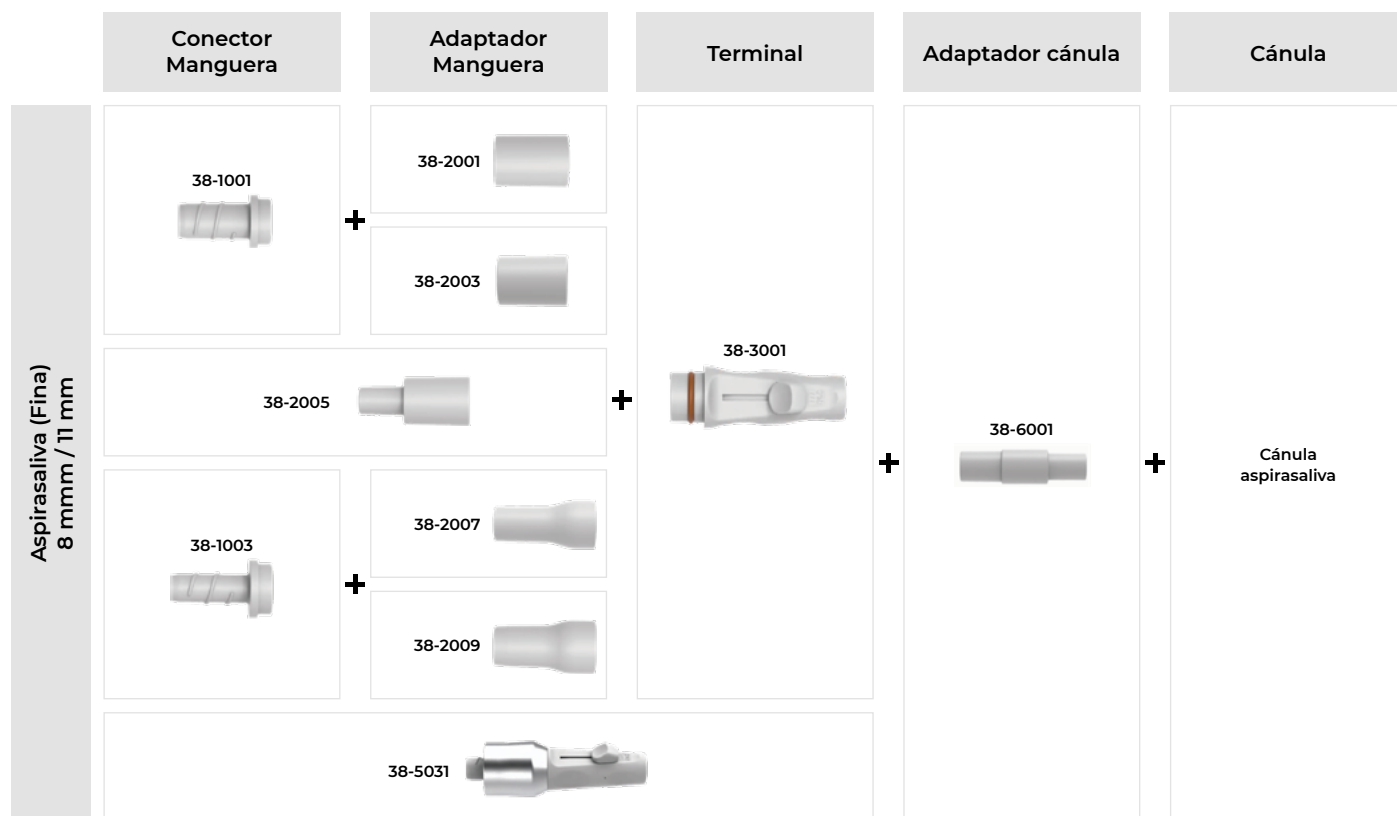 Conector
Manguera
Adaptador
Manguera
Terminal
Adaptador cánula
Cánula
Aspirasaliva (Fina)
8 mmm / 11 mm
38-1001
+
38-2001
38-2003
38-2005
+
38-3001
38-1003
+
38-2007
38-2009
38-5031
+
38-6001
+
Cánula
aspirasaliva